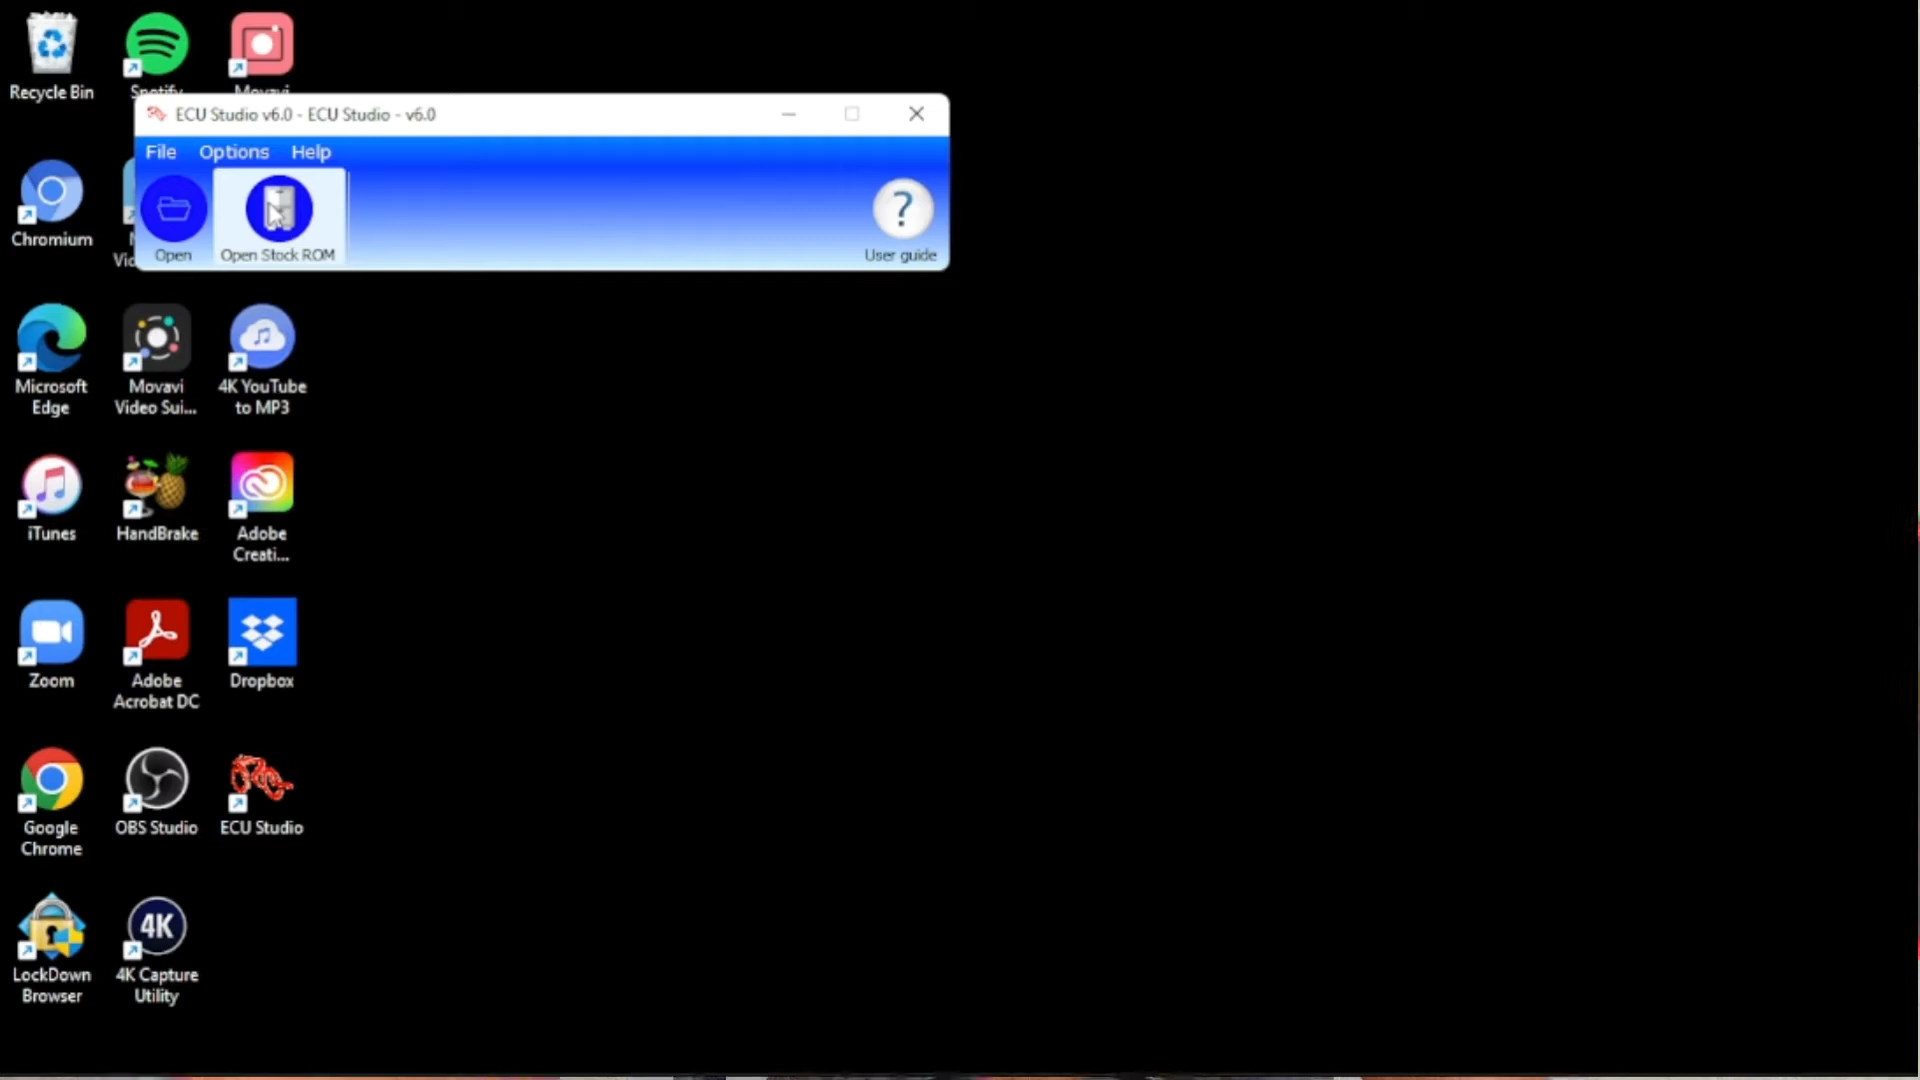 Recycle Bin
Spotify
Movavi
ECU Studio v6.0 - ECU Studio - v6.0
File Options Help
Open
Open Stock ROM
?
User guide
Chromium
Microsoft
Edge
Movavi
Video Sui...
4K YouTube
to MP3
iTunes
HandBrake
Adobe
Creati...
Zoom
Adobe
Acrobat DC
Dropbox
Google
Chrome
OBS Studio
ECU Studio
LockDown
Browser
4K
4K Capture
Utility